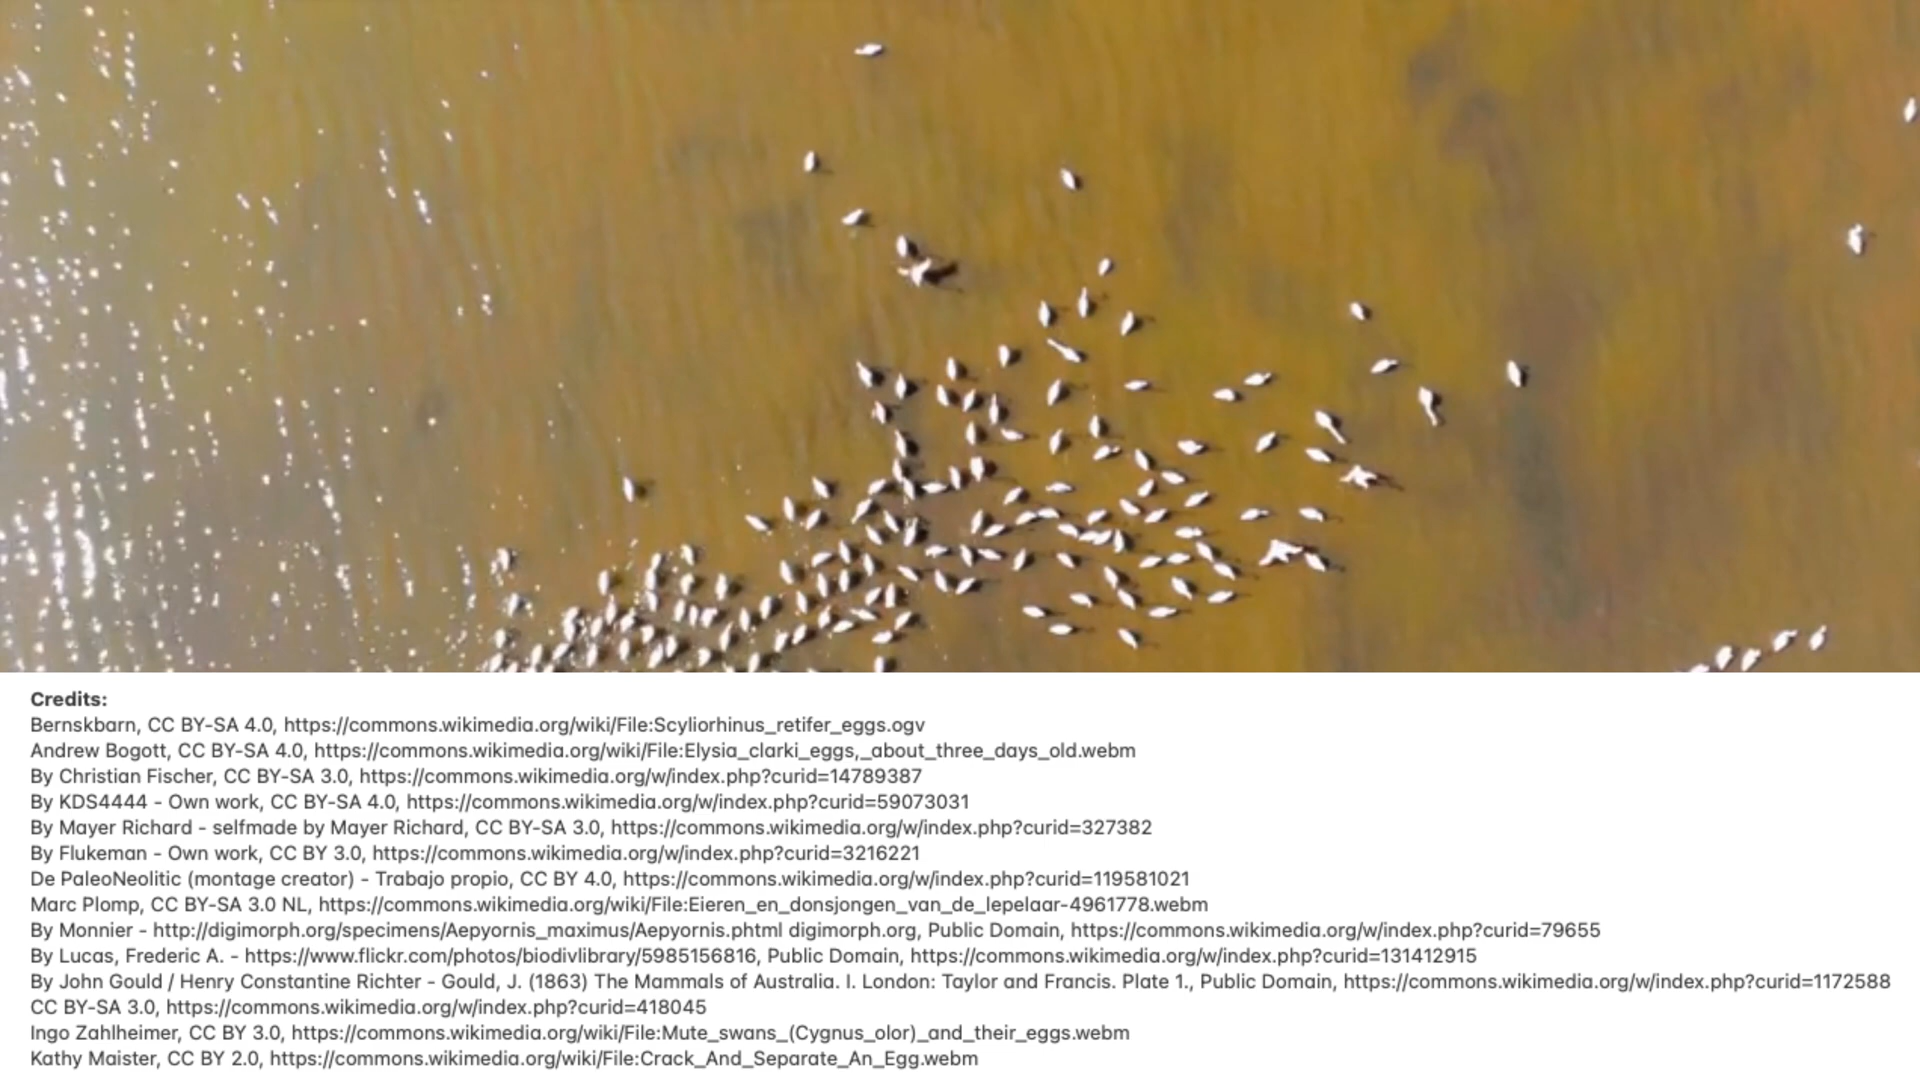 Credits:
Bernskbarn, CC BY-SA 4.0, https://commons.wikimedia.org/wiki/File:Scyliorhinus_retifer_eggs.ogv
Andrew Bogott, CC BY-SA 4.0, https://commons.wikimedia.org/wiki/File:Elysia_clarki_eggs,_about_three_days_old.webm
By Christian Fischer, CC BY-SA 3.0, https://commons.wikimedia.org/w/index.php?curid=14789387
By KDS4444 - Own work, CC BY-SA 4.0, https://commons.wikimedia.org/w/index.php?curid=59073031
By Mayer Richard - selfmade by Mayer Richard, CC BY-SA 3.0, https://commons.wikimedia.org/w/index.php?curid=327382
By Flukeman - Own work, CC BY 3.0, https://commons.wikimedia.org/w/index.php?curid=3216221
De PaleoNeolitic (montage creator) - Trabajo propio, CC BY 4.0, https://commons.wikimedia.org/w/index.php?curid=119581021
Marc Plomp, CC BY-SA 3.0 NL, https://commons.wikimedia.org/wiki/File:Eieren_en_donsjongen_van_de_lepelaar-4961778.webm
By Monnier - http://digimorph.org/specimens/Aepyornis_maximus/Aepyornis.phtml digimorph.org, Public Domain, https://commons.wikimedia.org/w/index.php?curid=79655
By Lucas, Frederic A. - https://www.flickr.com/photos/biodivlibrary/5985156816, Public Domain, https://commons.wikimedia.org/w/index.php?curid=131412915
By John Gould / Henry Constantine Richter - Gould, J. (1863) The Mammals of Australia. I. London: Taylor and Francis. Plate 1., Public Domain, https://commons.wikimedia.org/w/index.php?curid=1172588
CC BY-SA 3.0, https://commons.wikimedia.org/w/index.php?curid=418045
Ingo Zahlheimer, CC BY 3.0, https://commons.wikimedia.org/wiki/File:Mute_swans_(Cygnus_olor)_and_their_eggs.webm
Kathy Maister, CC BY 2.0, https://commons.wikimedia.org/wiki/File:Crack_And_Separate_An_Egg.webm